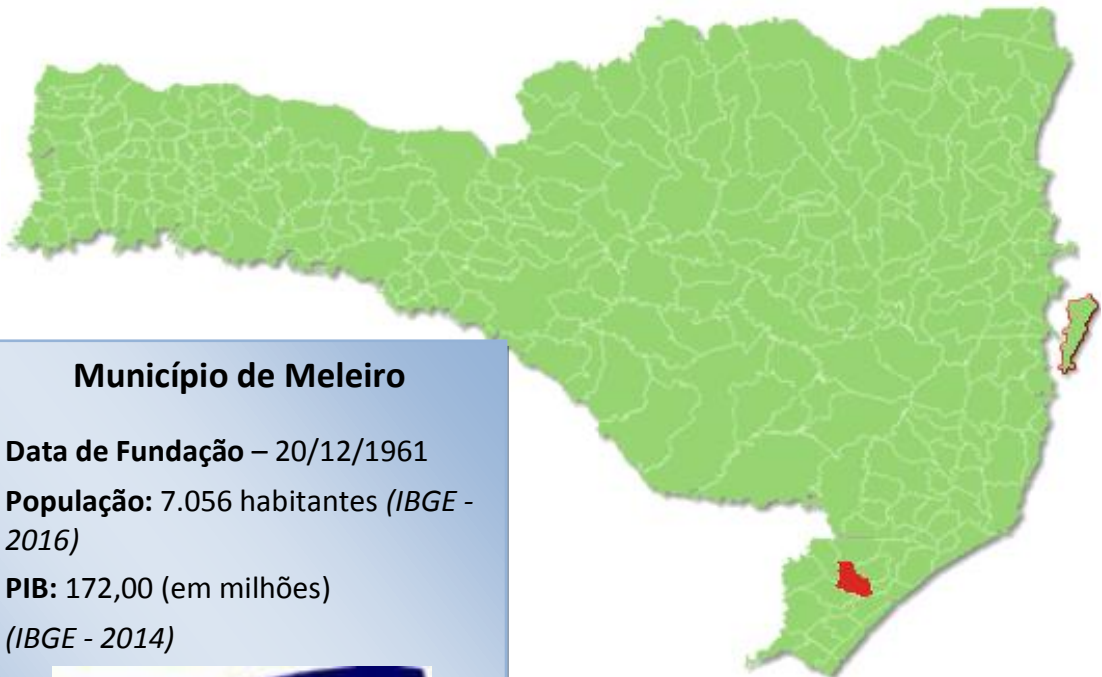 Município de Meleiro
Data de Fundação – 20/12/1961
População: 7.056 habitantes (IBGE -
2016)
PIB: 172,00 (em milhões)
(IBGE - 2014)